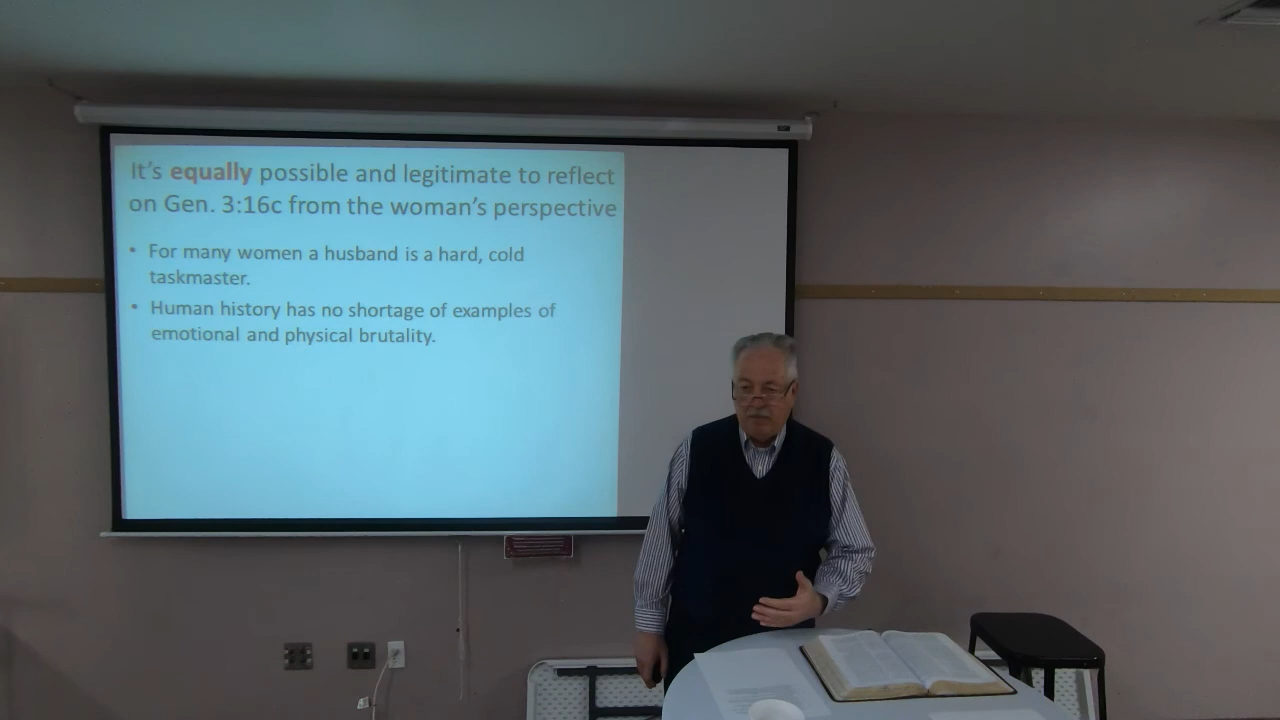 It's equally possible and legitimate to reflect
on Gen. 3:16c from the woman's perspective
• For many women a husband is a hard, cold
taskmaster.
• Human history has no shortage of examples of
emotional and physical brutality.